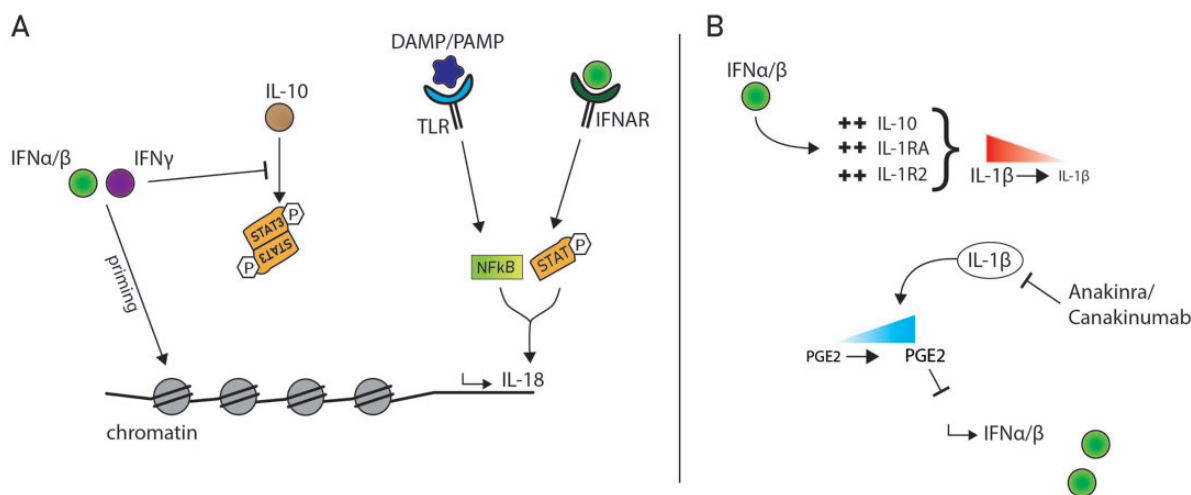 A
DAMP/PAMP
IL-10
TLR
IFNAR
IFNα/β
IFNγ
P
STAT3
STAT3
P
priming
NFkB
STAT
P
IL-18
chromatin
B
IFNα/β
++ IL-10
++ IL-1RA
++ IL-1R2
IL-1β
IL-1β
IL-1β
Anakinra/
Canakinumab
PGE2
PGE2
IFNα/β